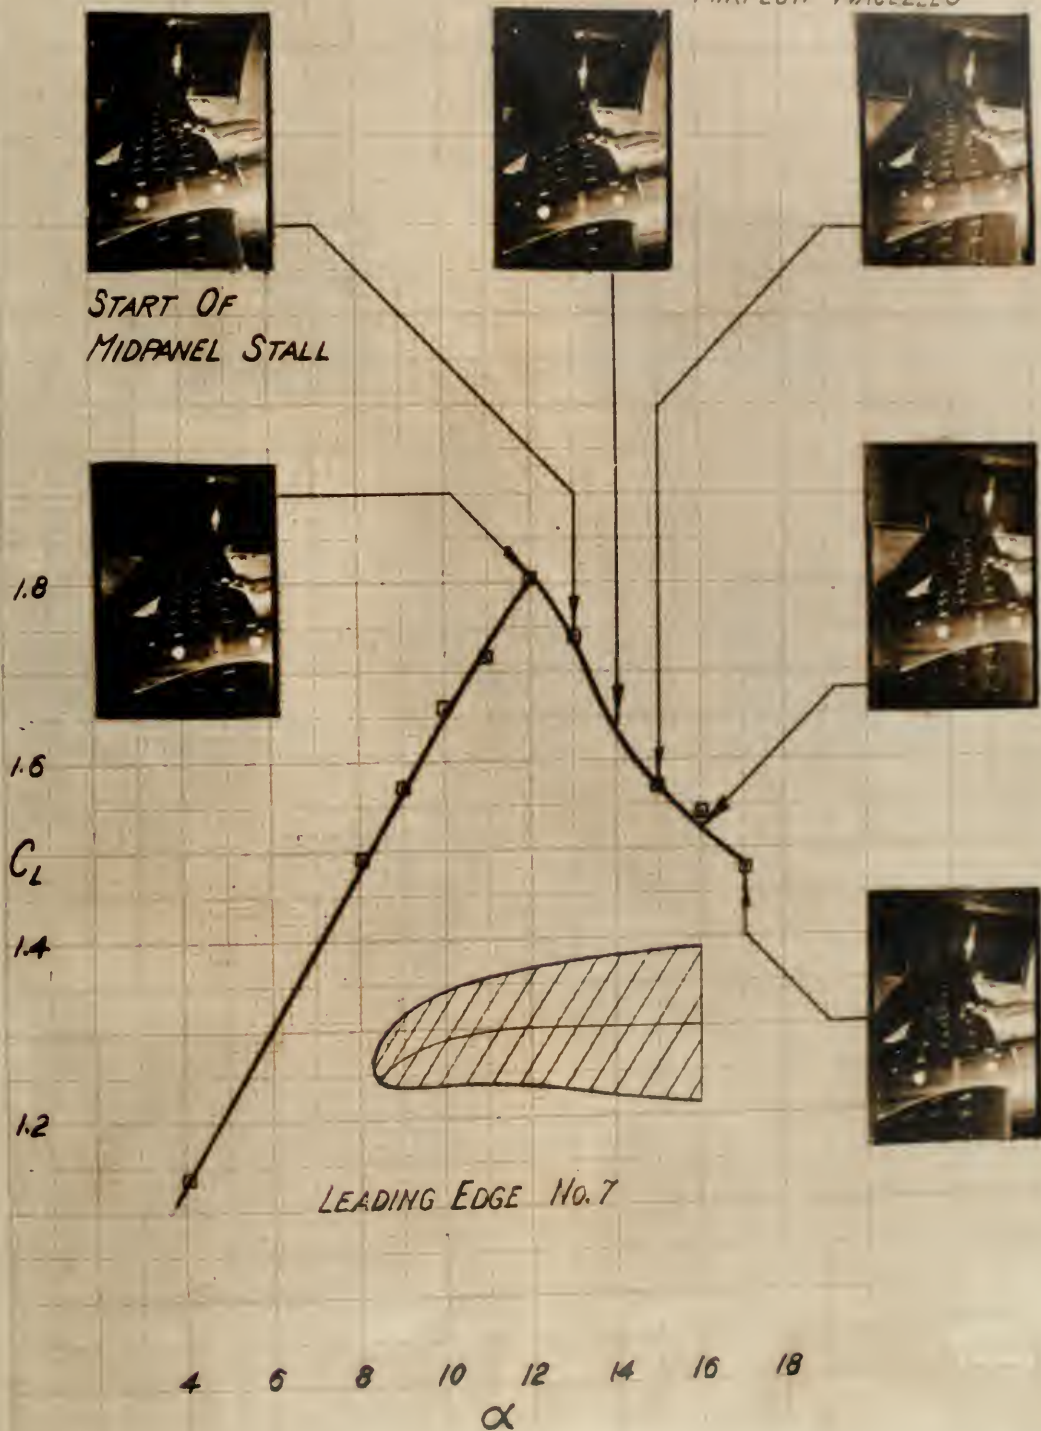 START OF
MIDPANEL STALL
1.8
1.6
C_L
1.4
1.2
LEADING EDGE No. 7
4 6 8 10 12 14 16 18
α